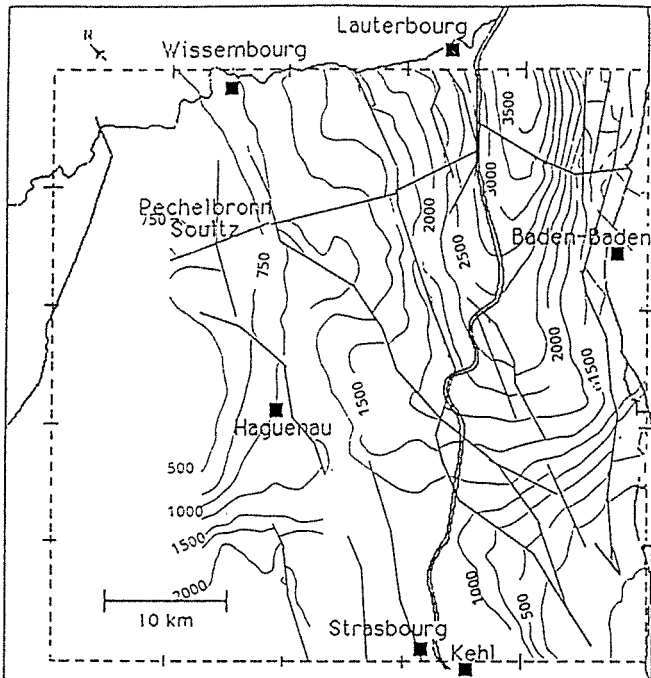 Lauterbourg
N
Wissembourg
3500
3000
2000
Pechelbronn
750
Soultz
2500
Baden-Baden
750
2000
1500
1500
Haguenau
500
1000
1500
2000
1000
500
10 km
Strasbourg
Kehl